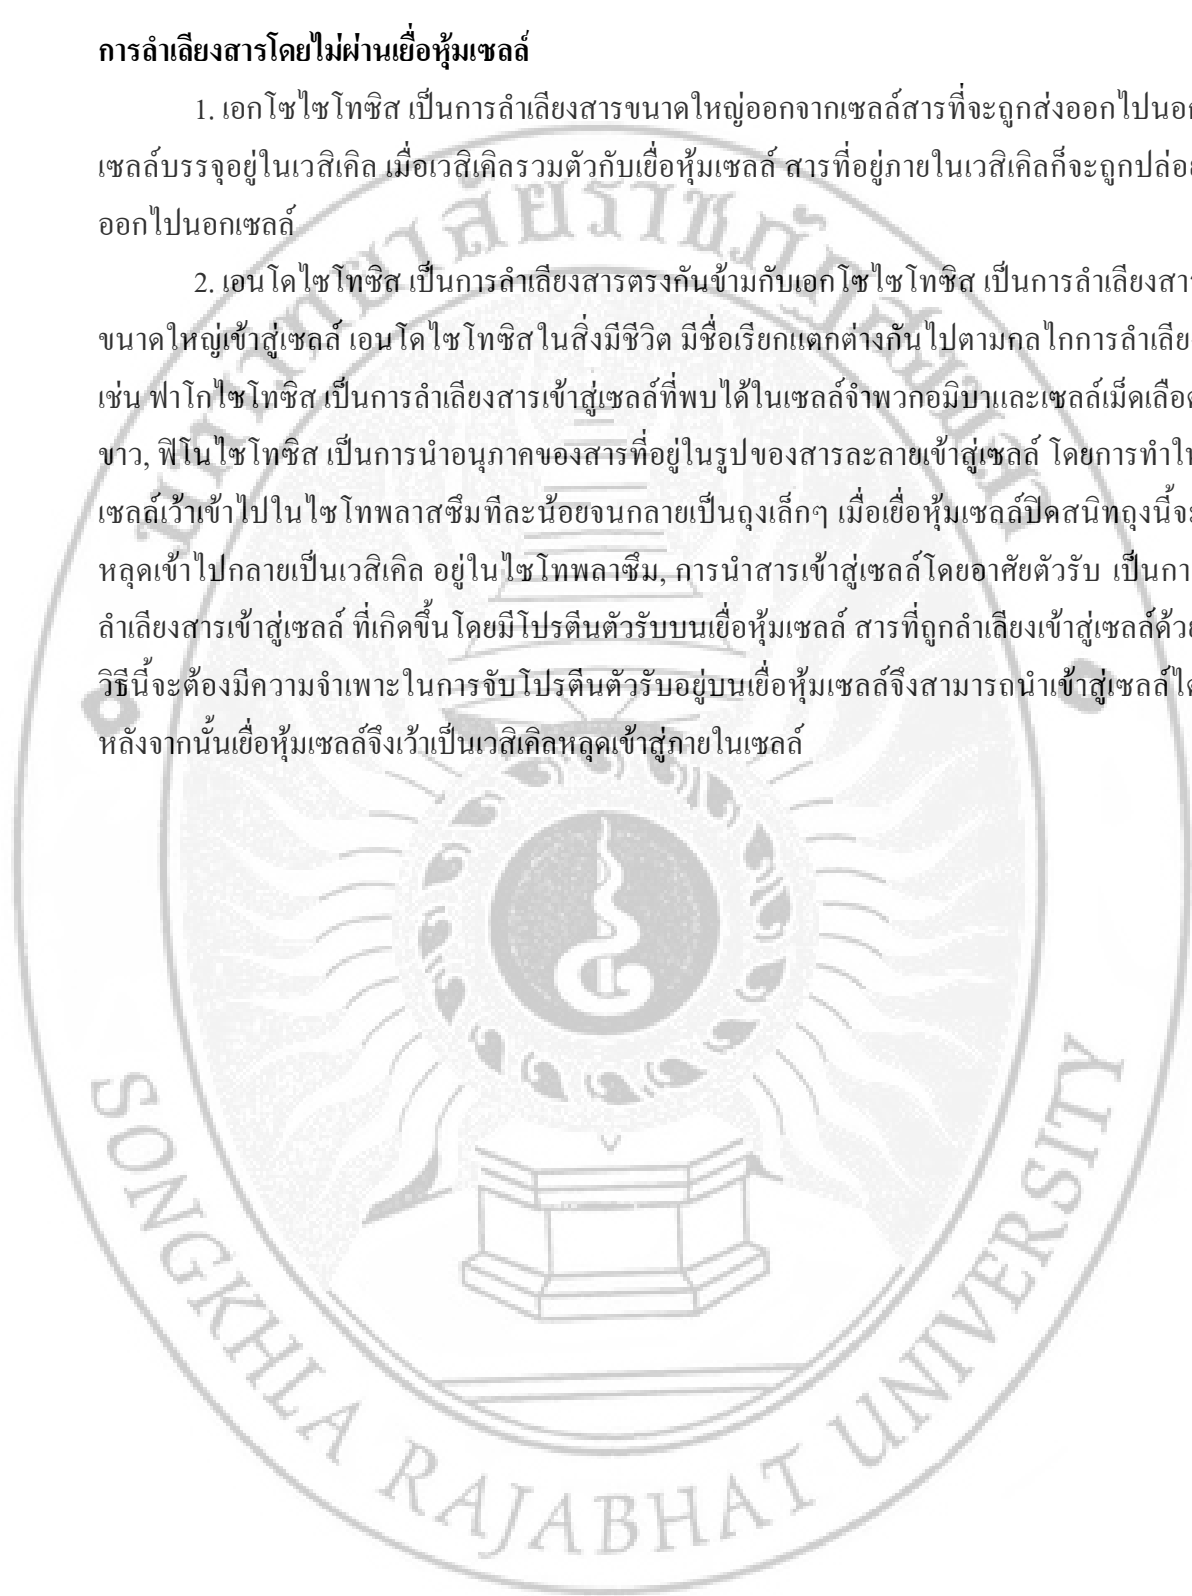 การลำเลียงสารโดยไม่ผ่านเยื่อหุ้มเซลล์
1. เอกโซไซโทซิส เป็นการลำเลียงสารขนาดใหญ่ออกจากเซลล์สารที่จะถูกส่งออกไปนอก
เซลล์บรรจุอยู่ในเวสิเคิล เมื่อเวสิเคิลรวมตัวกับเยื่อหุ้มเซลล์ สารที่อยู่ภายในเวสิเคิลก็จะถูกปล่อย
ออกไปนอกเซลล์
2. เอนโดไซโทซิส เป็นการลำเลียงสารตรงกันข้ามกับเอกโซไซโทซิส เป็นการลำเลียงสาร
ขนาดใหญ่เข้าสู่เซลล์ เอนโดไซโทซิสในสิ่งมีชีวิต มีชื่อเรียกแตกต่างกันไปตามกลไกการลำเลีย
เช่น ฟาโกไซโทซิส เป็นการลำเลียงสารเข้าสู่เซลล์ที่พบได้ในเซลล์จำพวกอมิบาและเซลล์เม็ดเลือด
ขาว, ฟิโนไซโทซิส เป็นการนำอนุภาคของสารที่อยู่ในรูปของสารละลายเข้าสู่เซลล์ โดยการทำให
เซลล์เว้าเข้าไปในไซโทพลาสซึมทีละน้อยจนกลายเป็นถุงเล็กๆ เมื่อเยื่อหุ้มเซลล์ปิดสนิทถุงนี้จะ
หลุดเข้าไปกลายเป็นเวสิเคิล อยู่ในไซโทพลาซึม, การนำสารเข้าสู่เซลล์โดยอาศัยตัวรับ เป็นกา
ลำเลียงสารเข้าสู่เซลล์ ที่เกิดขึ้นโดยมีโปรตีนตัวรับบนเยื่อหุ้มเซลล์ สารที่ถูกลำเลียงเข้าสู่เซลล์ด้วย
วิธีนี้จะต้องมีความจำเพาะในการจับโปรตีนตัวรับอยู่บนเยื่อหุ้มเซลล์จึงสามารถนำเข้าสู่เซลล์ได
หลังจากนั้นเยื่อหุ้มเซลล์จึงเว้าเป็นเวสิเคิลหลุดเข้าสู่ภายในเซลล์
มหาวิทยาลัยราชภัฏสงขลา
SONGKHLA RAJABHAT UNIVERSITY